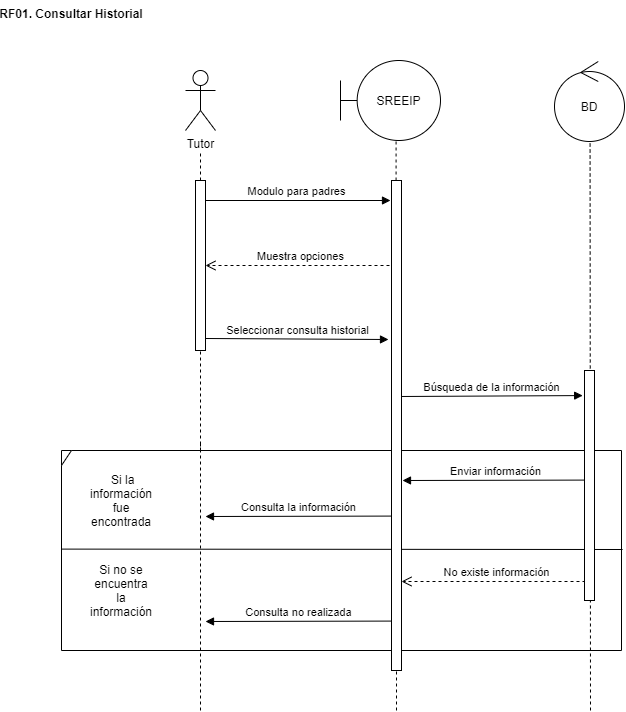 RF01. Consultar Historial
SREEIP
BD
Tutor
Modulo para padres
Muestra opciones
Seleccionar consulta historial
Búsqueda de la información
Enviar información
Si la
información
fue
encontrada
Consulta la información
Si no se
encuentra
la
información
No existe información
Consulta no realizada